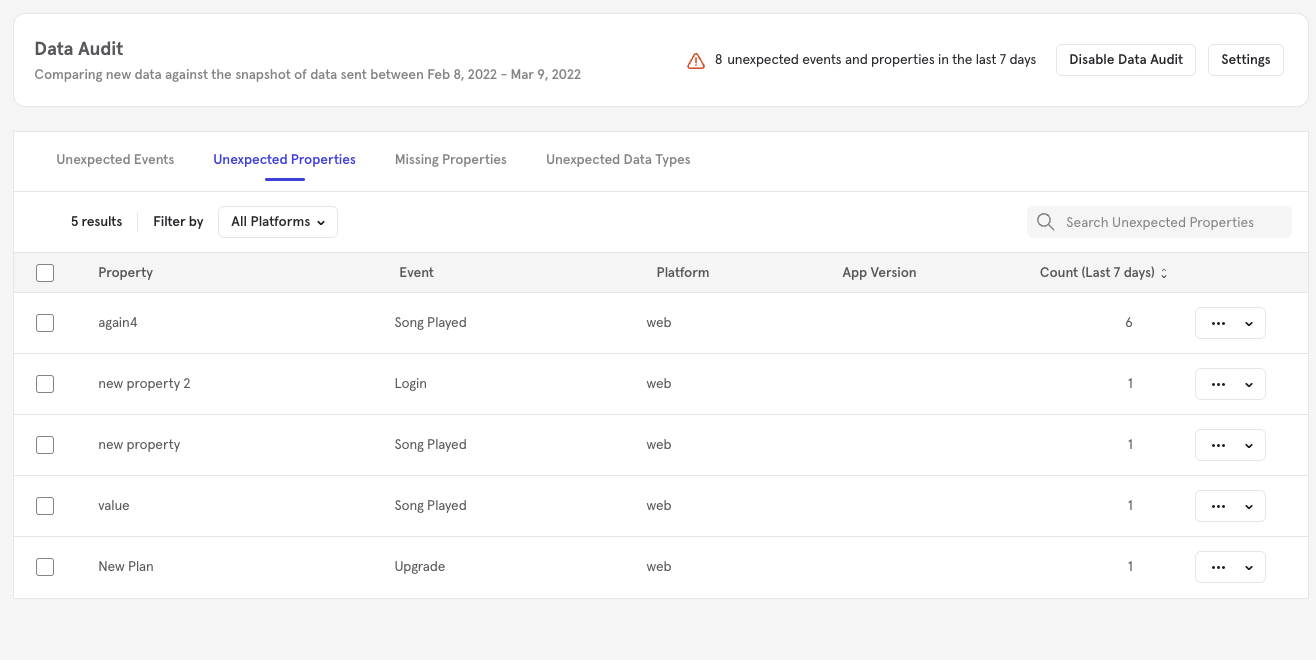 Data Audit
Comparing new data against the snapshot of data sent between Feb 8, 2022 - Mar 9, 2022
8 unexpected events and properties in the last 7 days
Disable Data Audit
Settings
Unexpected Events
Unexpected Properties
Missing Properties
Unexpected Data Types
5 results
Filter by
All Platforms
Search Unexpected Properties
Property Event Platform App Version Count (Last 7 days)
again4 Song Played web 6
new property 2 Login web 1
new property Song Played web 1
value Song Played web 1
New Plan Upgrade web 1